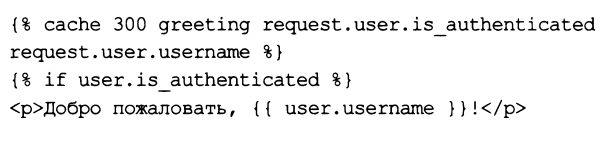 {% cache 300 greeting request.user.is_authenticated
request.user.username %}
{% if user.is_authenticated %}
<p>Добро пожаловать, {{ user.username }}!</p>